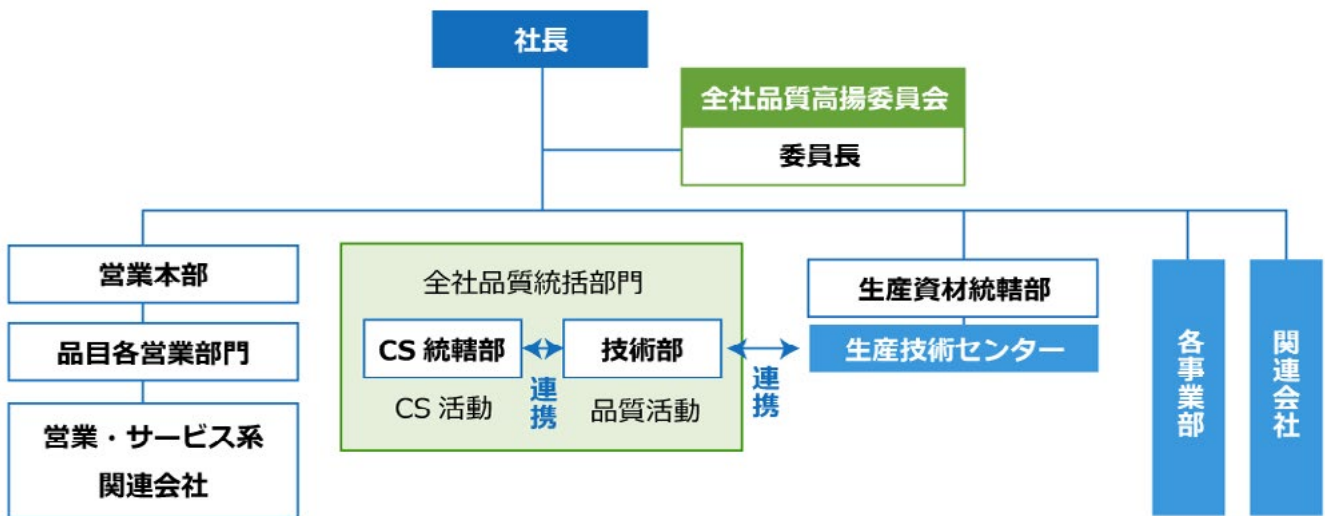 社長
全社品質高揚委員会
委員長
営業本部
品目各営業部門
営業・サービス系
関連会社
全社品質統括部門
CS 統轄部
連携
技術部
CS 活動
品質活動
連携
生産資材統轄部
生産技術センター
各事業部
関連会社